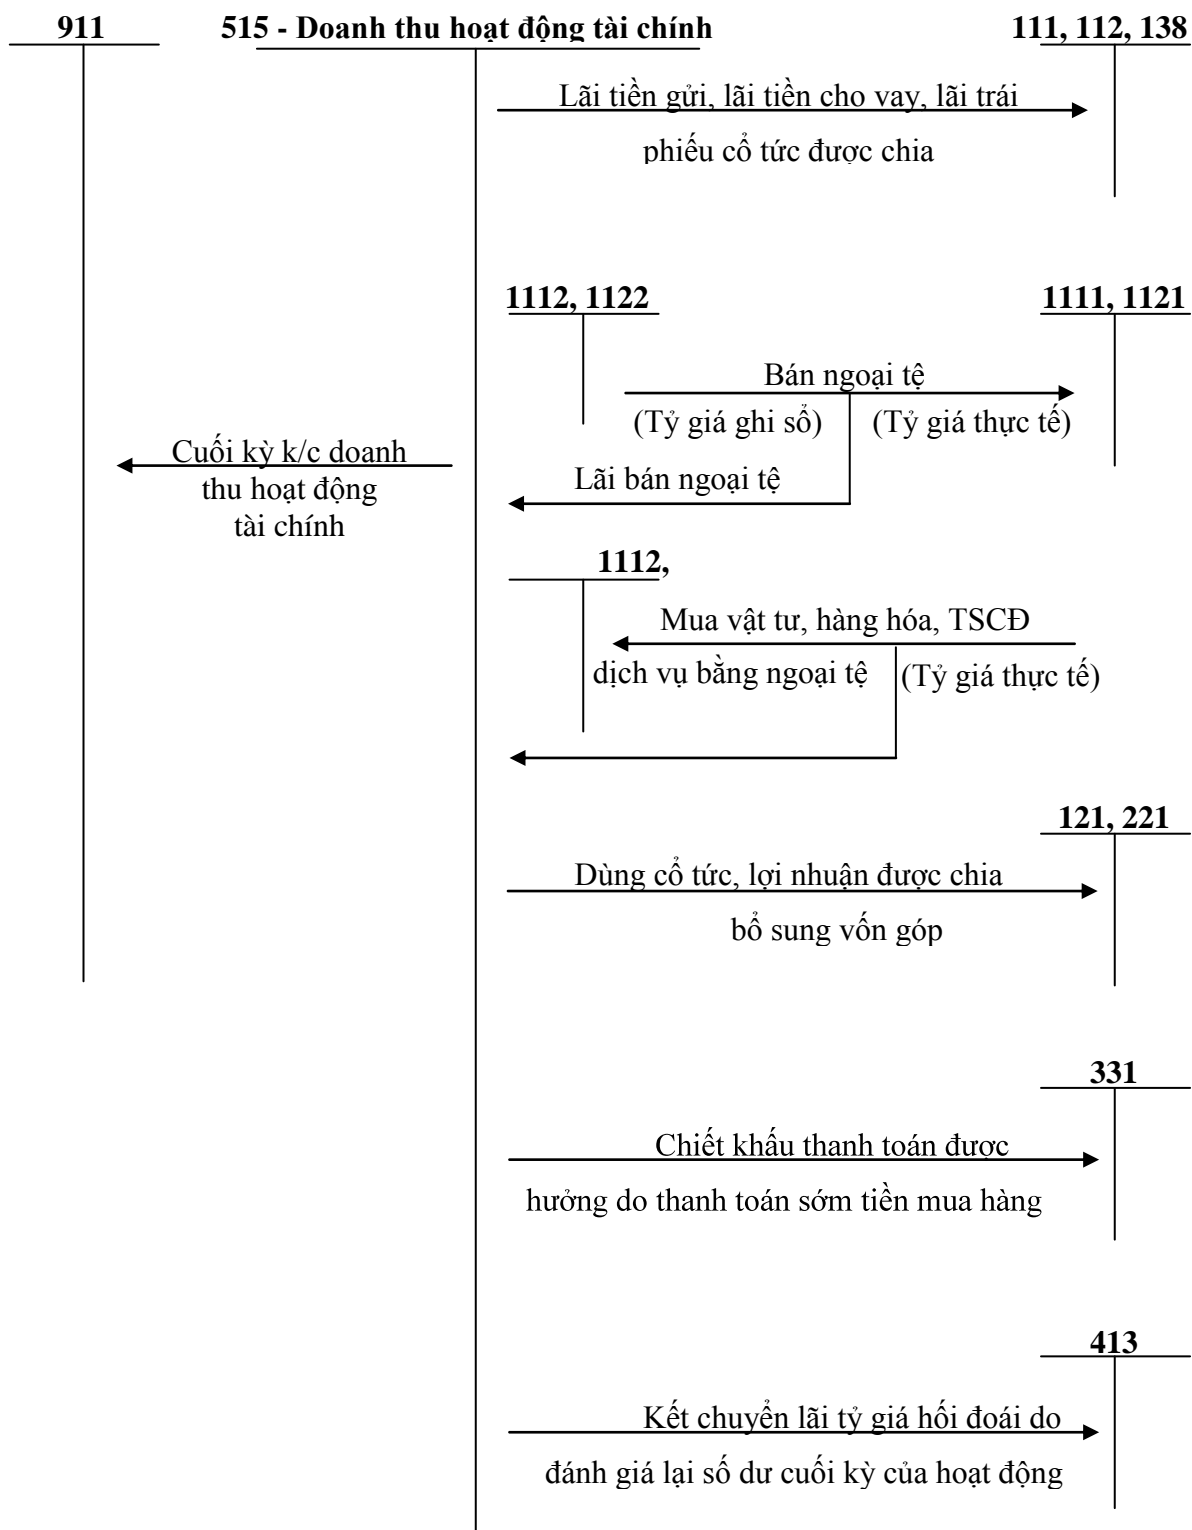 911
515 - Doanh thu hoạt động tài chính
111, 112, 138
Lãi tiền gửi, lãi tiền cho vay, lãi trái
phiếu cổ tức được chia
1112, 1122
1111, 1121
Bán ngoại tệ
(Tỷ giá ghi sổ)
(Tỷ giá thực tế)
Cuối kỳ k/c doanh
thu hoạt động
tài chính
Lãi bán ngoại tệ
1112,
Mua vật tư, hàng hóa, TSCĐ
dịch vụ bằng ngoại tệ
(Tỷ giá thực tế)
121, 221
Dùng cổ tức, lợi nhuận được chia
bổ sung vốn góp
331
Chiết khấu thanh toán được
hưởng do thanh toán sớm tiền mua hàng
413
Kết chuyển lãi tỷ giá hối đoái do
đánh giá lại số dư cuối kỳ của hoạt động